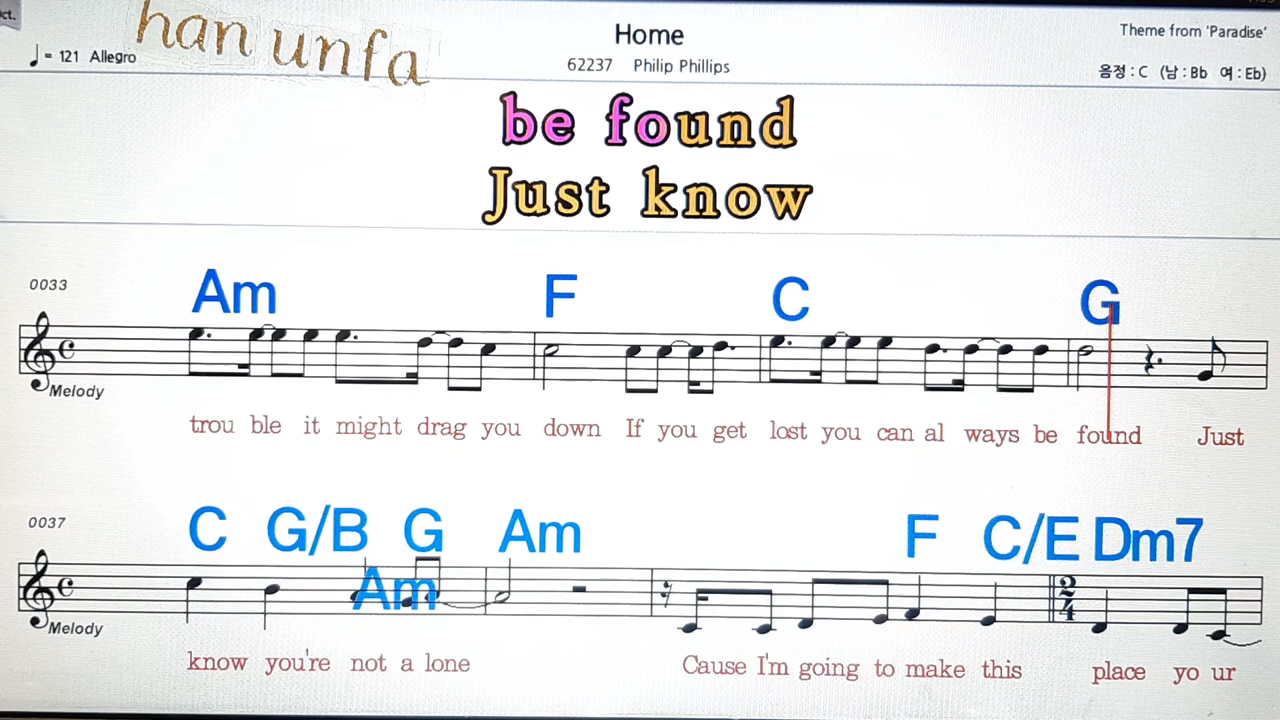 ct.
han unfa
♩= 121 Allegro
Home
62237 Philip Phillips
Theme from 'Paradise'
음정 : C (남 : Bb 여 : Eb)
be found
Just know
0033
Am F C G
Melody
trou ble it might drag you down If you get lost you can al ways be found Just
0037
C G/B G Am F C/E Dm7
Am
2
4
Melody
know you're not a lone Cause I'm going to make this place yo ur